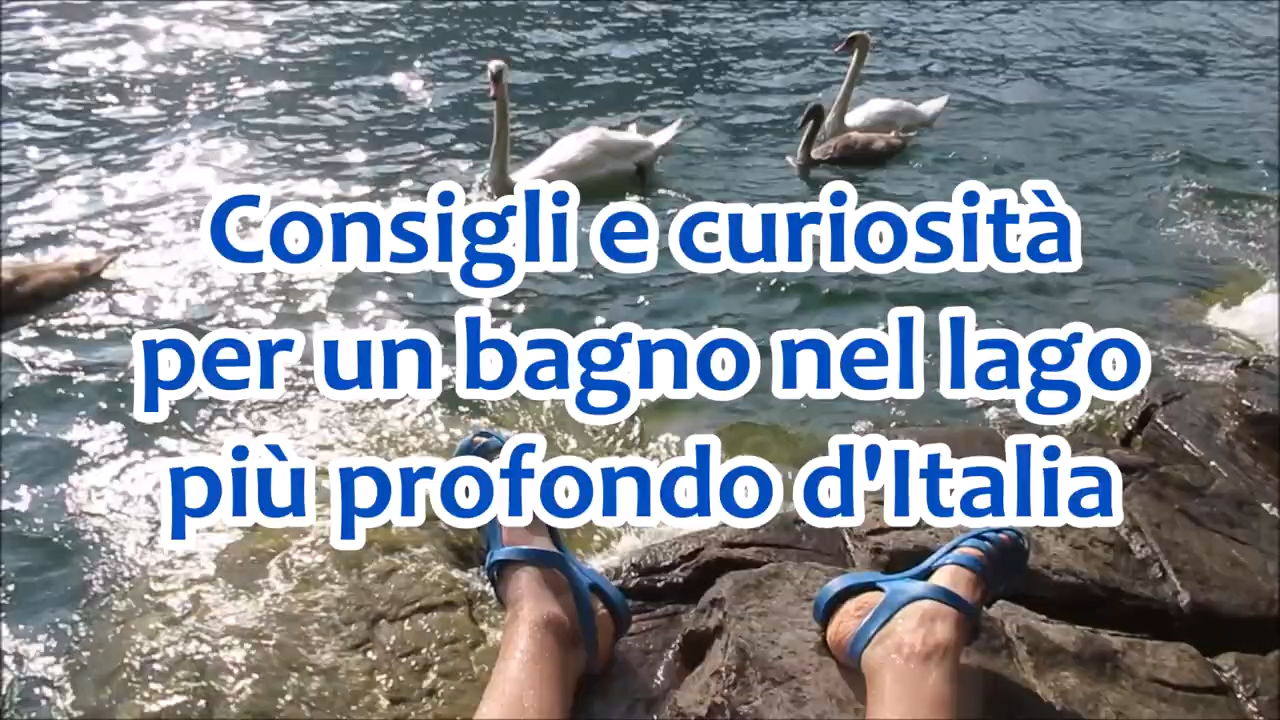 Consigli e curiosità
per un bagno nel lago
più profondo d'Italia